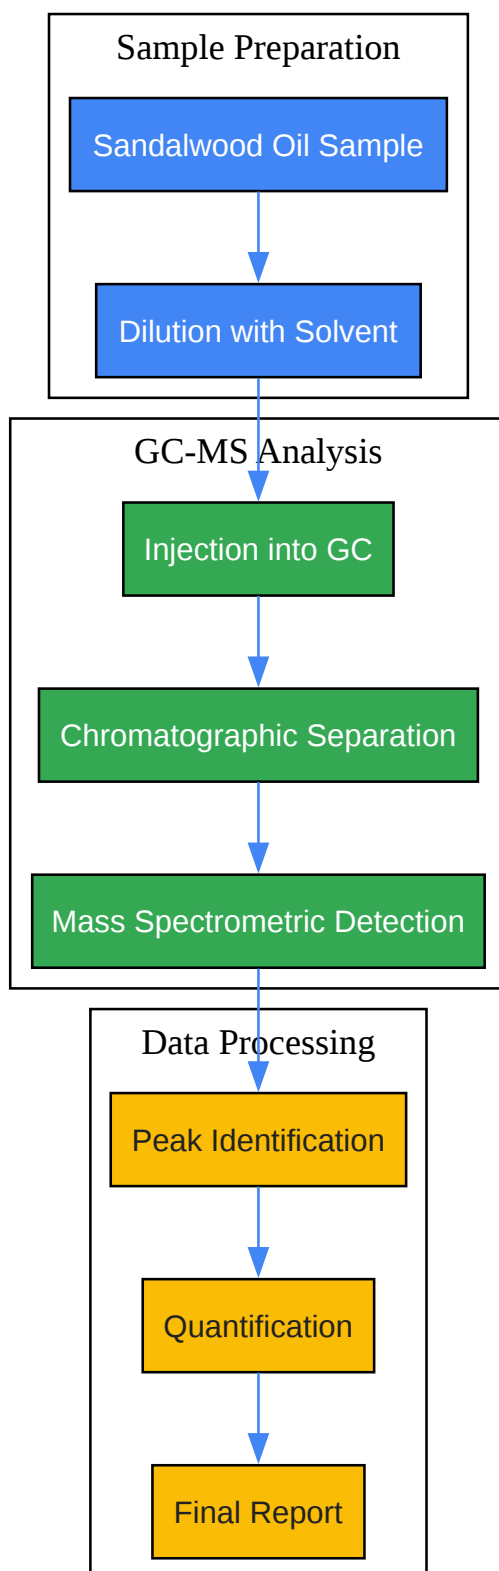 Sample Preparation
Sandalwood Oil Sample
Dilution with Solvent
GC-MS Analysis
Injection into GC
Chromatographic Separation
Mass Spectrometric Detection
Data Processing
Peak Identification
Quantification
Final Report